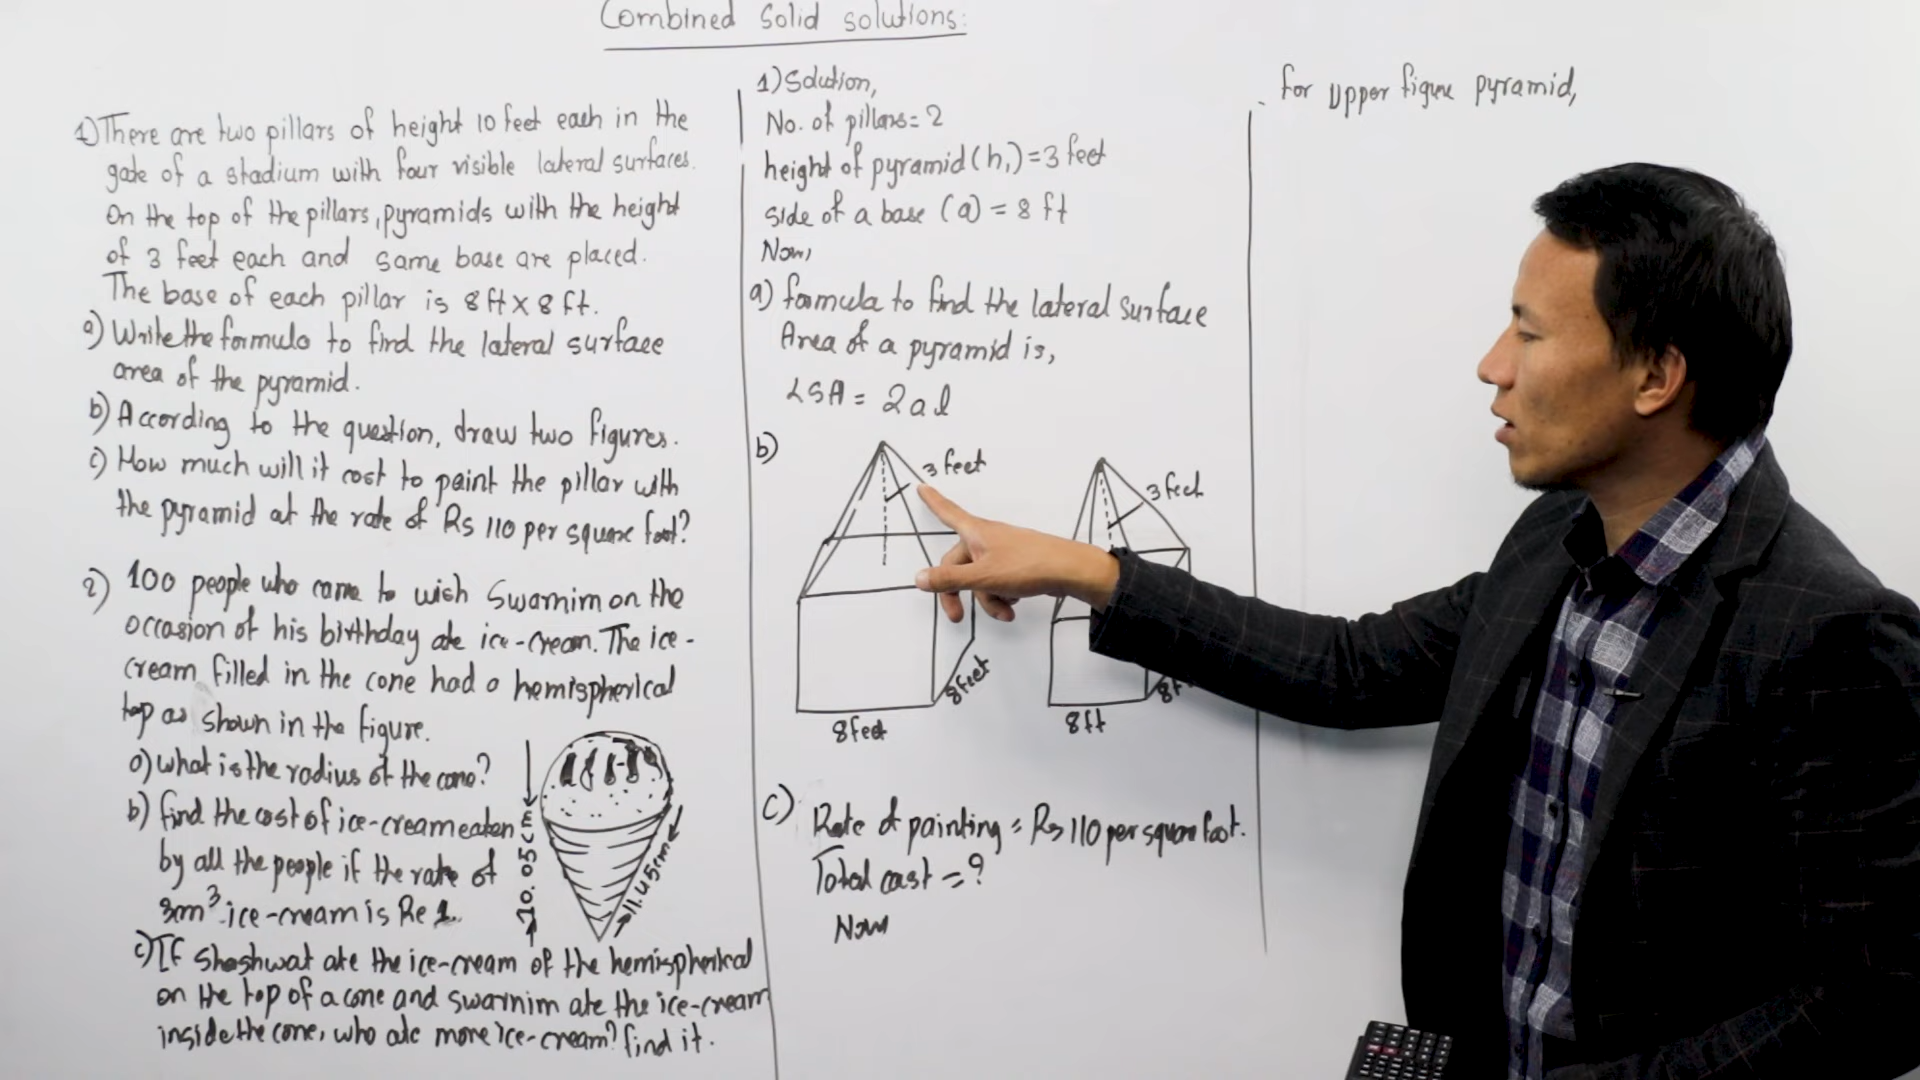 Combined Solid solutions:
1) There are two pillars of height 10 feet each in the
gate of a stadium with four visible lateral surfaces.
On the top of the pillars, pyramids with the height
of 3 feet each and same base are placed.
The base of each pillar is 8 ft X 8 ft.
a) Write the formula to find the lateral surface
area of the pyramid.
b) According to the question, draw two figures.
c) How much will it cost to paint the pillar with
the pyramid at the rate of Rs 110 per square foot?
2) 100 people who came to wish Swarnim on the
occasion of his birthday ate ice-cream. The ice-
cream filled in the cone had a hemispherical
top as shown in the figure.
a) What is the radius of the cone?
b) find the cost of ice-cream eaten
by all the people if the rate of
3cm³ ice-cream is Re 1.
c) If Shashwat ate the ice-cream of the hemispherical
on the top of a cone and swarnim ate the ice-cream
inside the cone, who ate more ice-cream? find it.
11.45cm
1) Solution,
No. of pillars = 2
height of pyramid (h₁) = 3 feet
side of a base (a) = 8 ft
Now,
a) formula to find the lateral surface
Area of a pyramid is,
LSA = 2al
b)
3 feet
3 feet
8 feet
8 feet
8 ft
c) Rate of painting = Rs 110 per square foot.
Total cost = ?
Now
for upper figure pyramid,